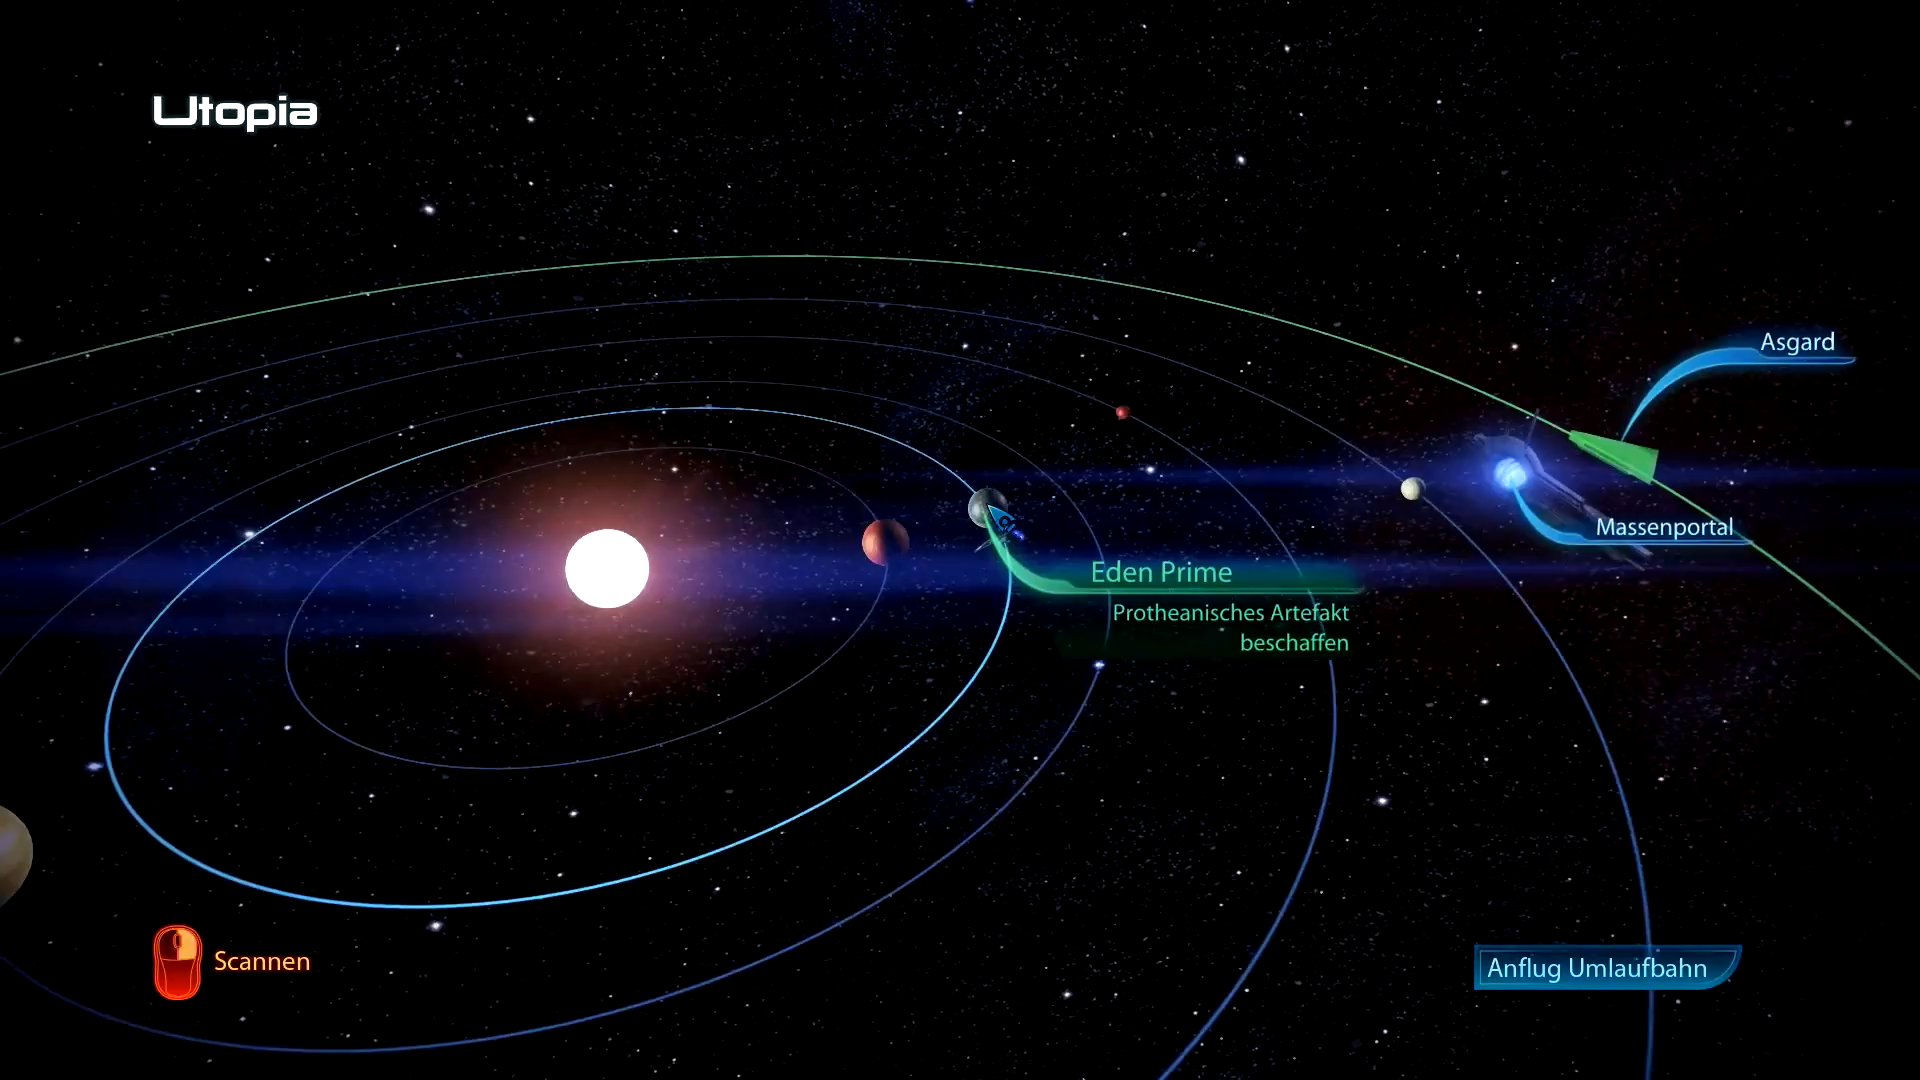 Utopia
Asgard
Massenportal
Eden Prime
Protheanisches Artefakt
beschaffen
Scannen
Anflug Umlaufbahn